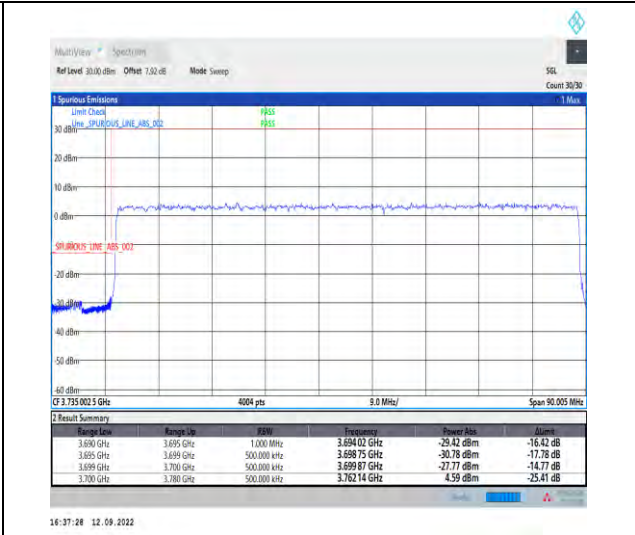 MultiView Spectrum
Ref Level 30.00 dBm Offset 7.92 dB Mode Sweep SGL
Count 30/30
1 Spurious Emissions 1 Max
Limit Check PASS
Line _SPURIOUS_LINE_ABS_002 PASS
30 dBm
20 dBm
10 dBm
0 dBm
SPURIOUS_LINE_ABS_002
-20 dBm
-30 dBm
-40 dBm
-50 dBm
-60 dBm
CF 3.735 002 5 GHz 4004 pts 9.0 MHz/ Span 90.005 MHz
2 Result Summary
Range Low Range Up RBW Frequency Power Abs ΔLimit
3.690 GHz 3.695 GHz 1.000 MHz 3.694 02 GHz -29.42 dBm -16.42 dB
3.695 GHz 3.699 GHz 500.000 kHz 3.698 75 GHz -30.78 dBm -17.78 dB
3.699 GHz 3.700 GHz 500.000 kHz 3.699 87 GHz -27.77 dBm -14.77 dB
3.700 GHz 3.780 GHz 500.000 kHz 3.762 14 GHz 4.59 dBm -25.41 dB
16:37:28 12.09.2022